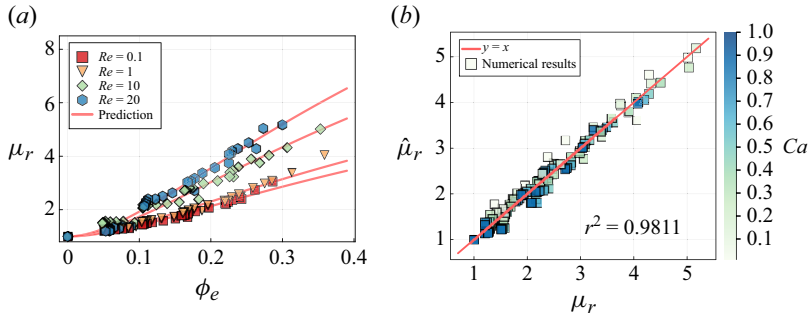 (a)
8
6
4
2
μr
Re = 0.1
Re = 1
Re = 10
Re = 20
Prediction
0
0.1
0.2
0.3
0.4
ϕe
(b)
5
4
3
2
1
μ̂r
y = x
Numerical results
r² = 0.9811
1
2
3
4
5
μr
1.0
0.9
0.8
0.7
0.6
0.5
0.4
0.3
0.2
0.1
Ca